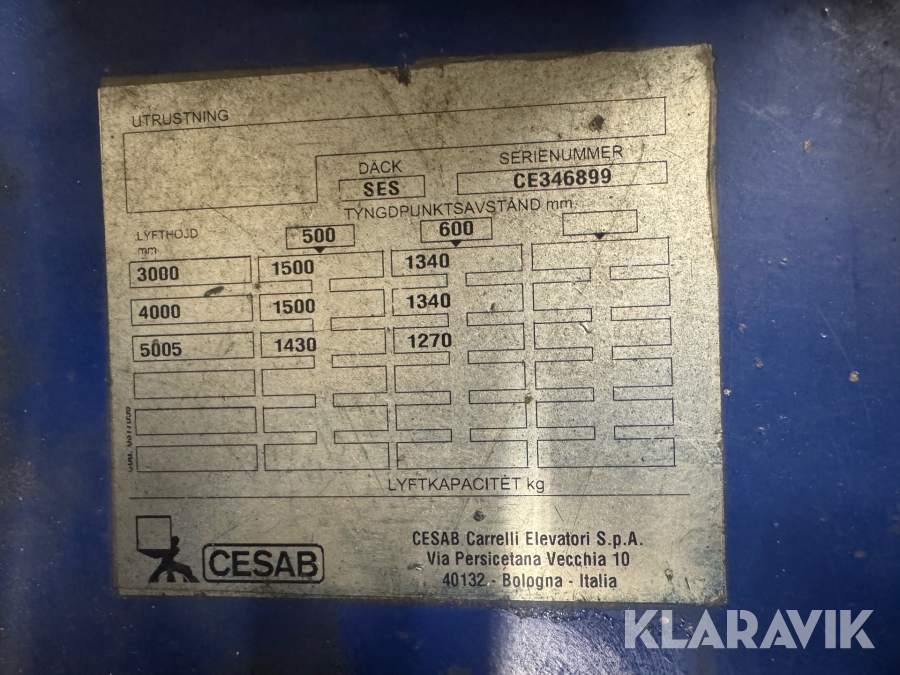 UTRUSTNING
DÄCK
SERIENUMMER
SES
CE346899
TYNGDPUNKTSAVSTÅND mm.
LYFTHÖJD
mm
500
600
3000 1500 1340
4000 1500 1340
5005 1430 1270
LYFTKAPACITÉT kg
CESAB
CESAB Carrelli Elevatori S.p.A.
Via Persicetana Vecchia 10
40132 - Bologna - Italia
KLARAVIK